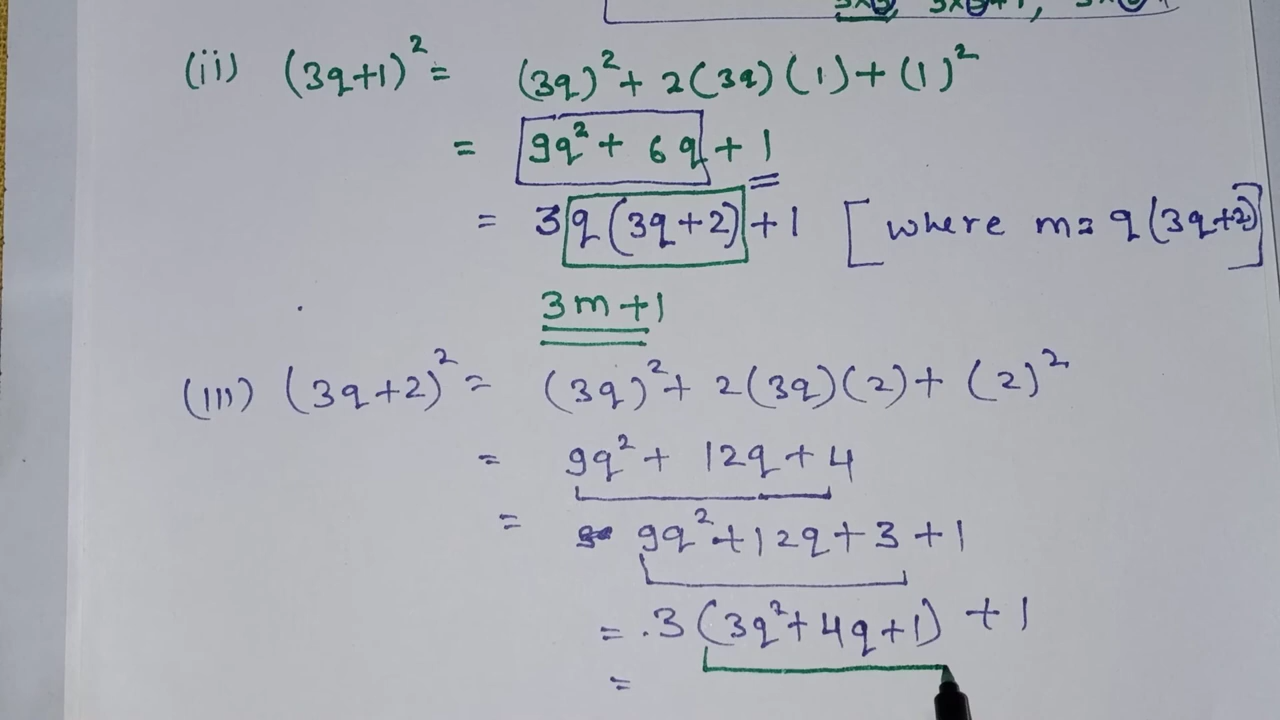 (ii) (3q+1)² = (3q)² + 2(3q)(1) + (1)²
= 9q² + 6q + 1
= 3q(3q+2) + 1 [where m = q(3q+2)]
3m+1
(iii) (3q+2)² = (3q)² + 2(3q)(2) + (2)²
= 9q² + 12q + 4
= 9q² + 12q + 3 + 1
= 3(3q² + 4q + 1) + 1
=